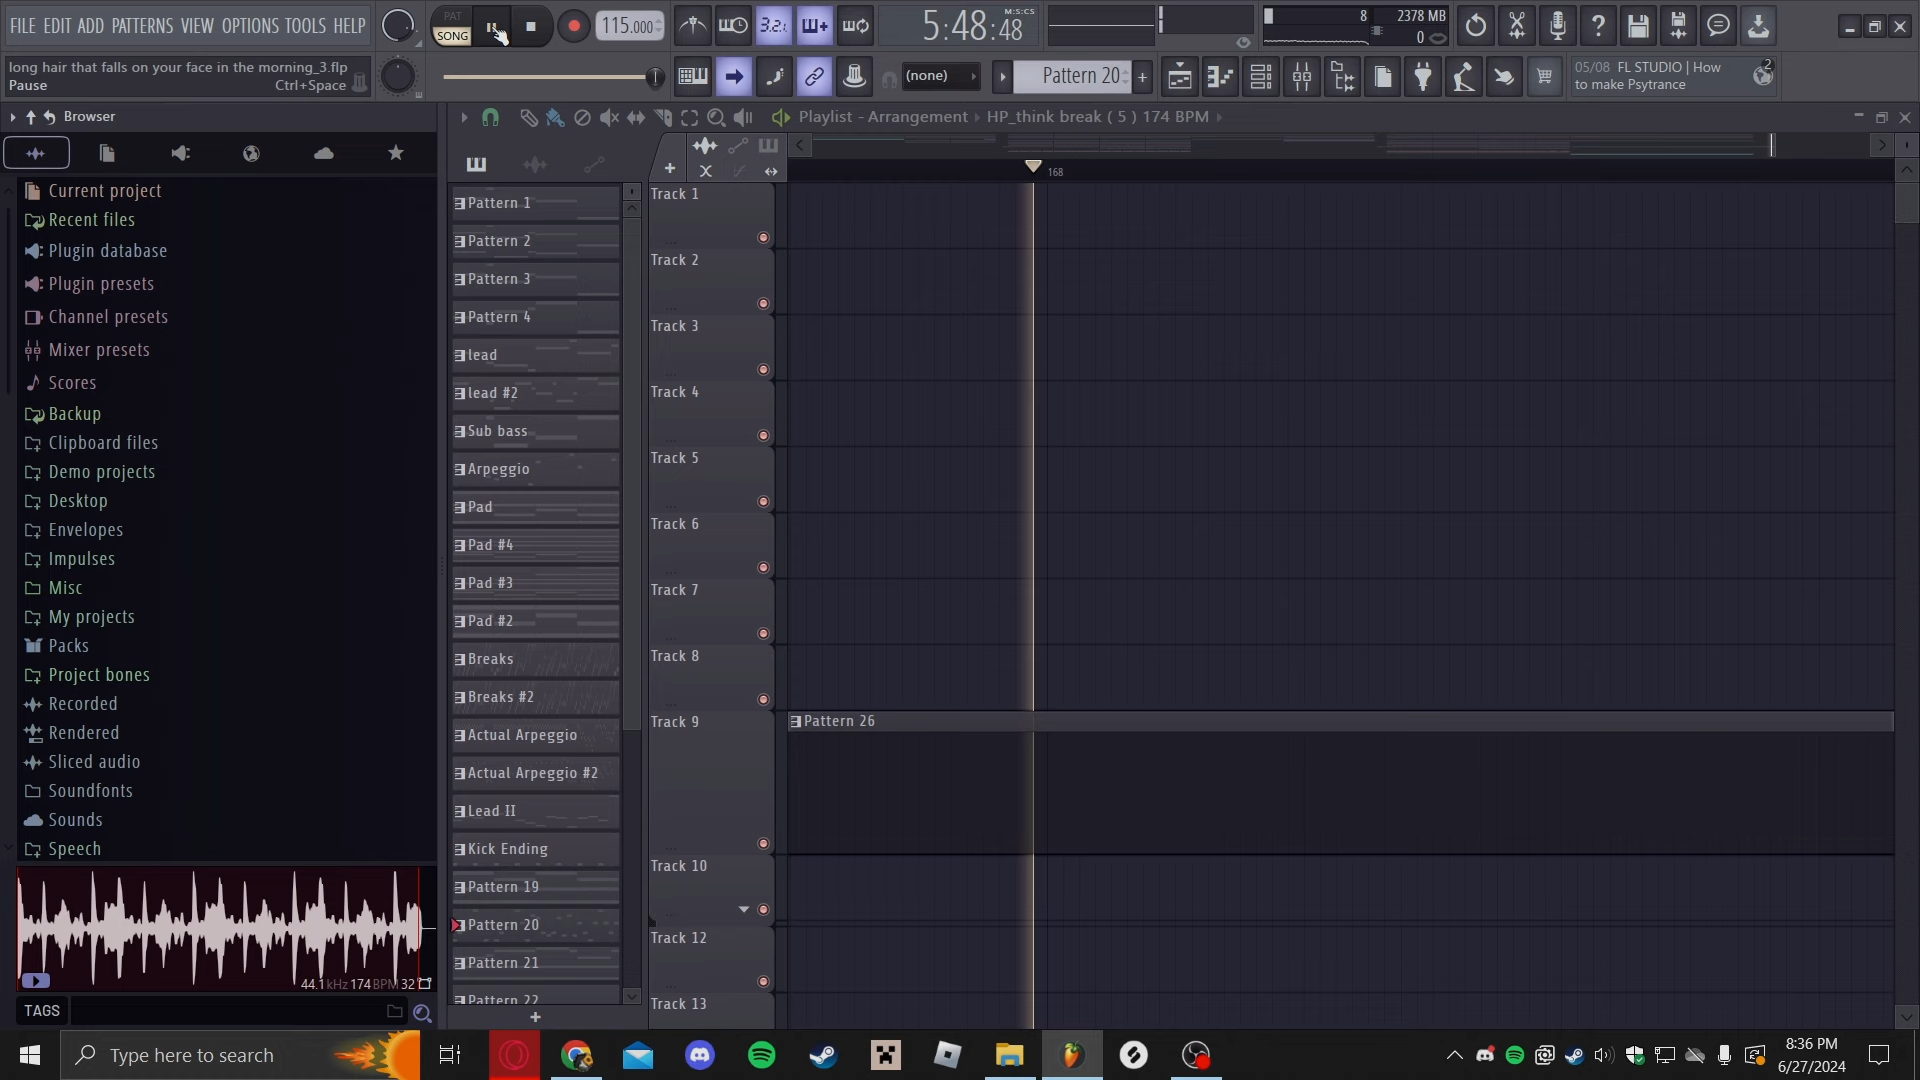 FILE EDIT ADD PATTERNS VIEW OPTIONS TOOLS HELP
PAT
SONG
115.000
3.2.1
5:48:48
M:S:CS
8
2378 MB
0
long hair that falls on your face in the morning_3.flp
Pause
Ctrl+Space
(none)
Pattern 20
05/08 FL STUDIO | How to make Psytrance
2
Browser
Playlist - Arrangement
HP_think break ( 5 ) 174 BPM
168
Current project
Recent files
Plugin database
Plugin presets
Channel presets
Mixer presets
Scores
Backup
Clipboard files
Demo projects
Desktop
Envelopes
Impulses
Misc
My projects
Packs
Project bones
Recorded
Rendered
Sliced audio
Soundfonts
Sounds
Speech
44.1kHz 174BPM 32
TAGS
Pattern 1
Pattern 2
Pattern 3
Pattern 4
lead
lead #2
Sub bass
Arpeggio
Pad
Pad #4
Pad #3
Pad #2
Breaks
Breaks #2
Actual Arpeggio
Actual Arpeggio #2
Lead II
Kick Ending
Pattern 19
Pattern 20
Pattern 21
Pattern 22
Track 1
Track 2
Track 3
Track 4
Track 5
Track 6
Track 7
Track 8
Track 9
Pattern 26
Track 10
Track 12
Track 13
Type here to search
8:36 PM
6/27/2024